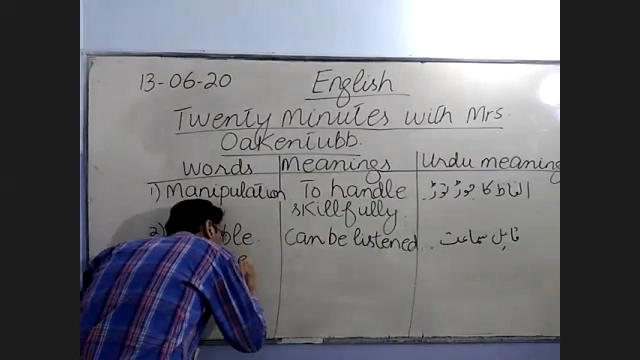 13-06-20 English
Twenty Minutes with Mrs.
Oakentubb.
Words Meanings Urdu meaning
1) Manipulation To handle الفاظ کا جوڑ توڑ۔
skillfully.
2) ble. can be listened قابل سماعت۔
e